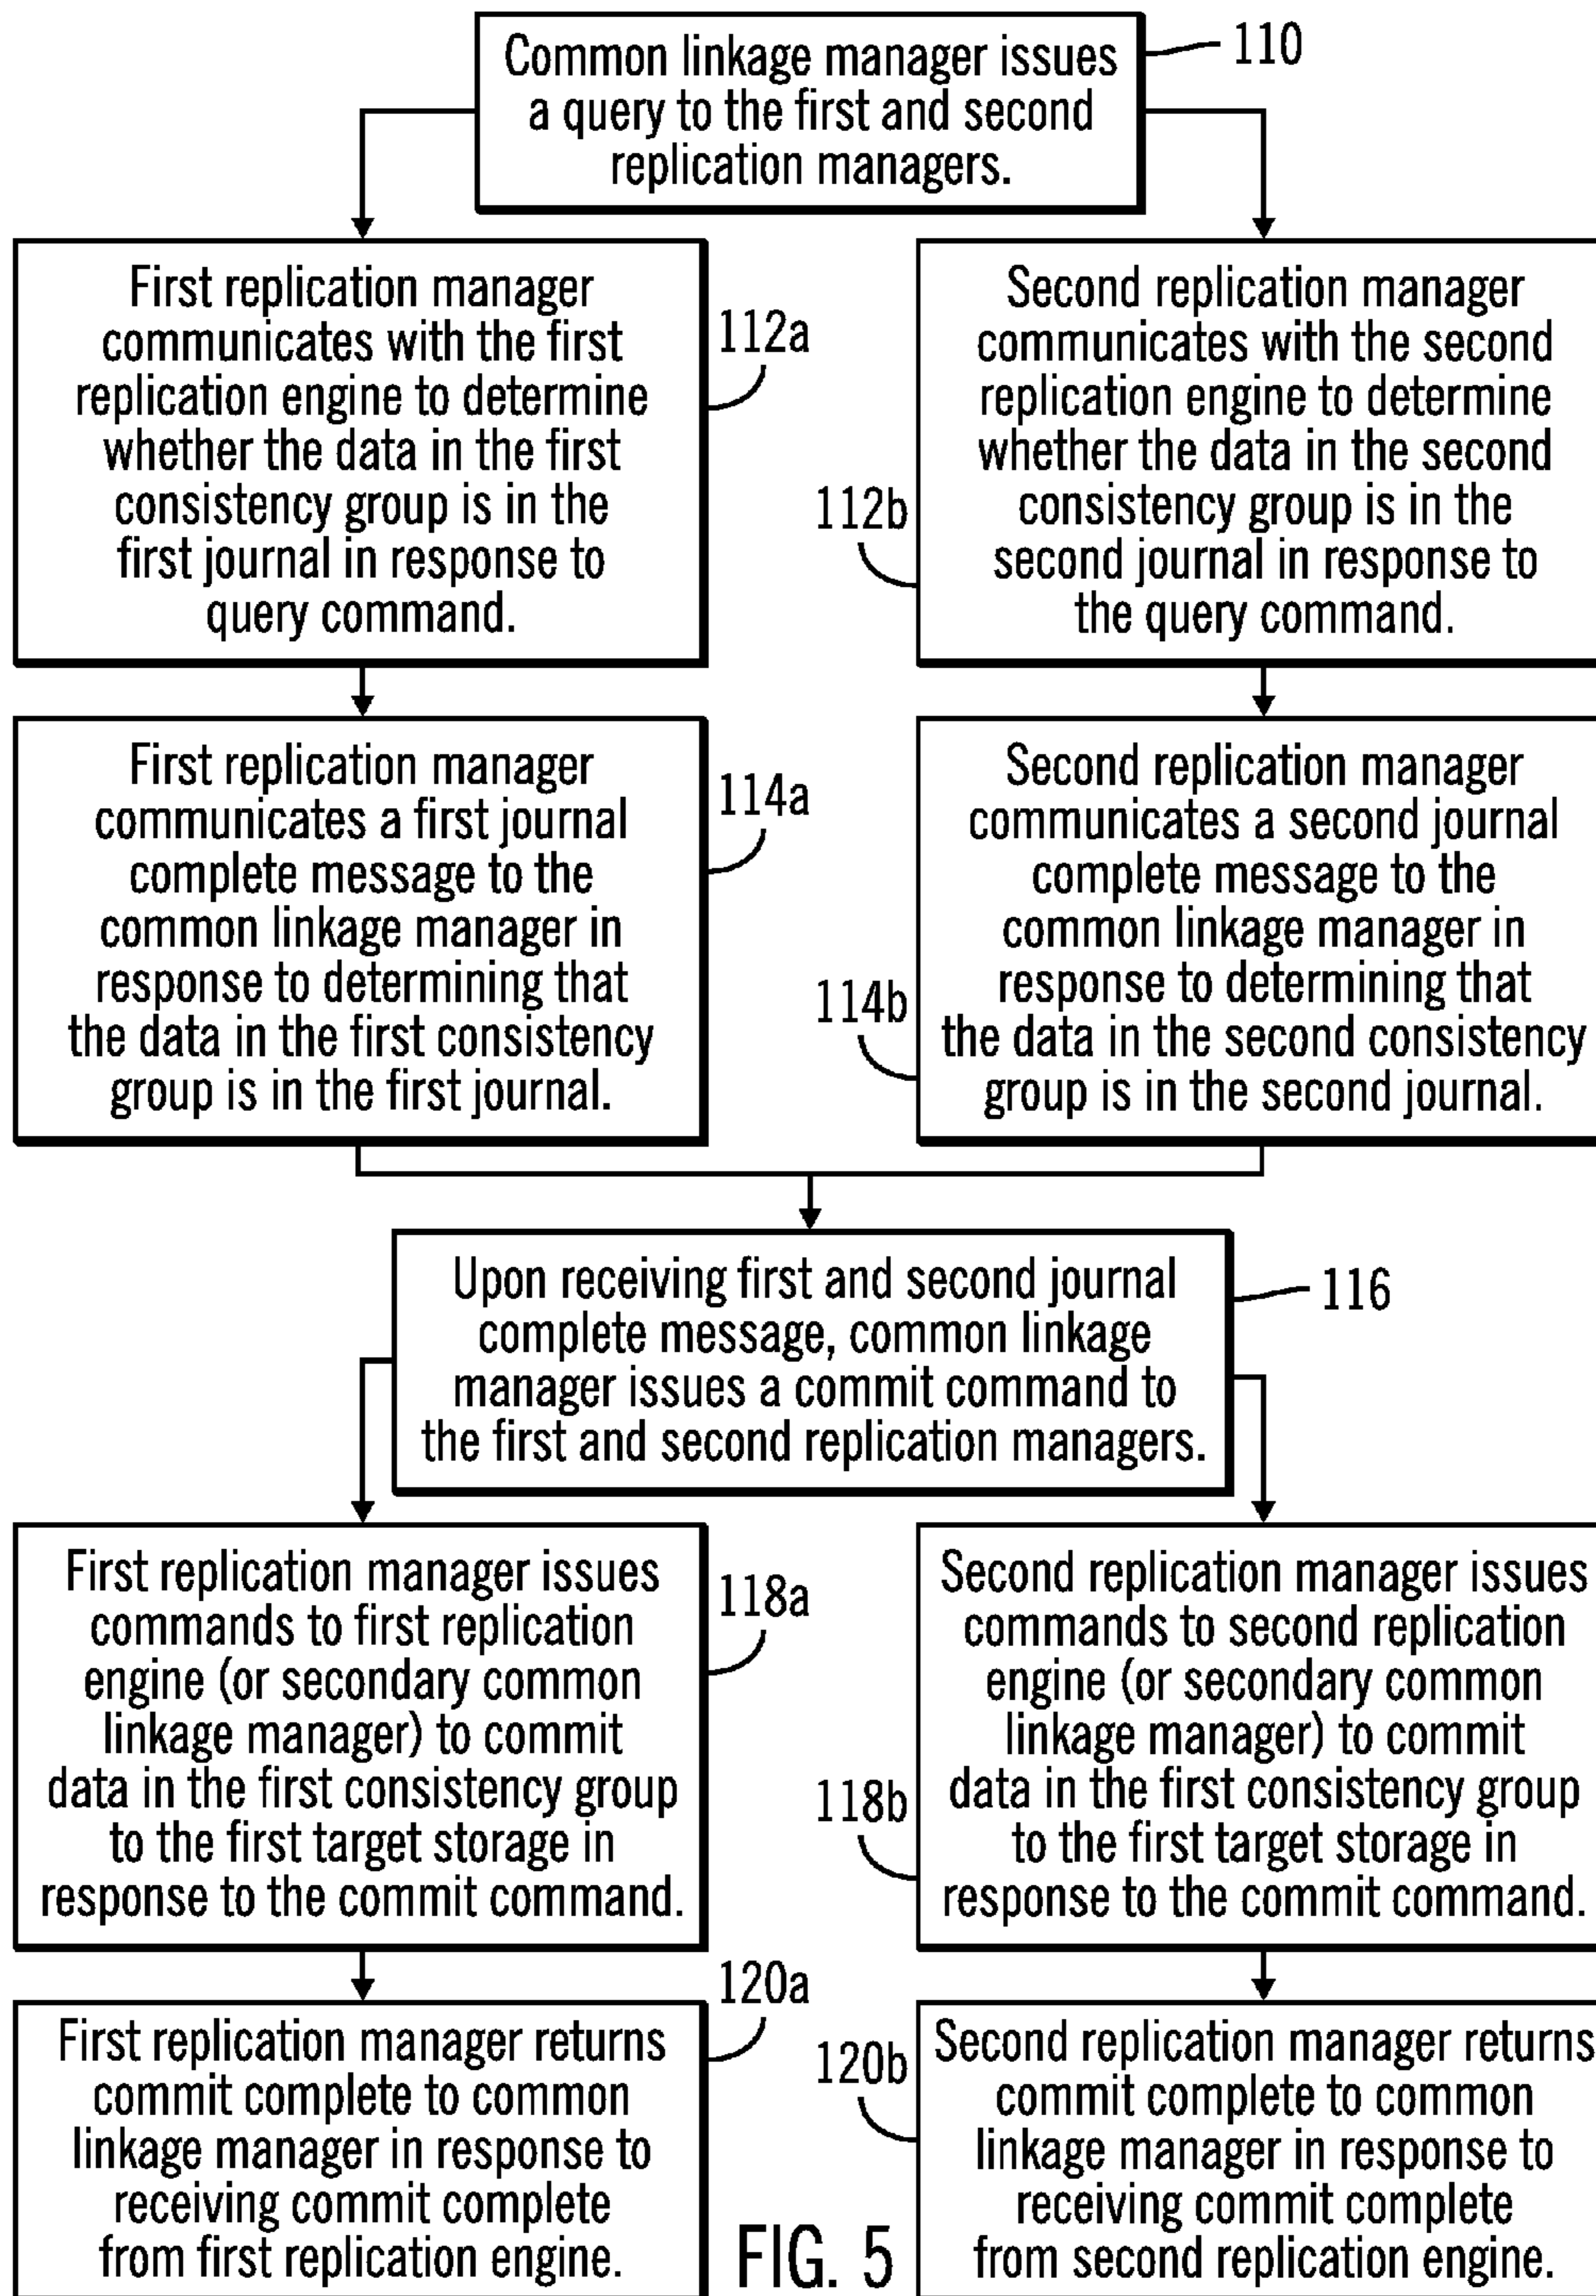 Common linkage manager issues
a query to the first and second
replication managers.
110
First replication manager
communicates with the first
replication engine to determine
whether the data in the first
consistency group is in the
first journal in response to
query command.
112a
Second replication manager
communicates with the second
replication engine to determine
whether the data in the second
consistency group is in the
second journal in response to
the query command.
112b
First replication manager
communicates a first journal
complete message to the
common linkage manager in
response to determining that
the data in the first consistency
group is in the first journal.
114a
Second replication manager
communicates a second journal
complete message to the
common linkage manager in
response to determining that
the data in the second consistency
group is in the second journal.
114b
Upon receiving first and second journal
complete message, common linkage
manager issues a commit command to
the first and second replication managers.
116
First replication manager issues
commands to first replication
engine (or secondary common
linkage manager) to commit
data in the first consistency group
to the first target storage in
response to the commit command.
118a
Second replication manager issues
commands to second replication
engine (or secondary common
linkage manager) to commit
data in the first consistency group
to the first target storage in
response to the commit command.
118b
First replication manager returns
commit complete to common
linkage manager in response to
receiving commit complete
from first replication engine.
120a
Second replication manager returns
commit complete to common
linkage manager in response to
receiving commit complete
from second replication engine.
120b
FIG. 5